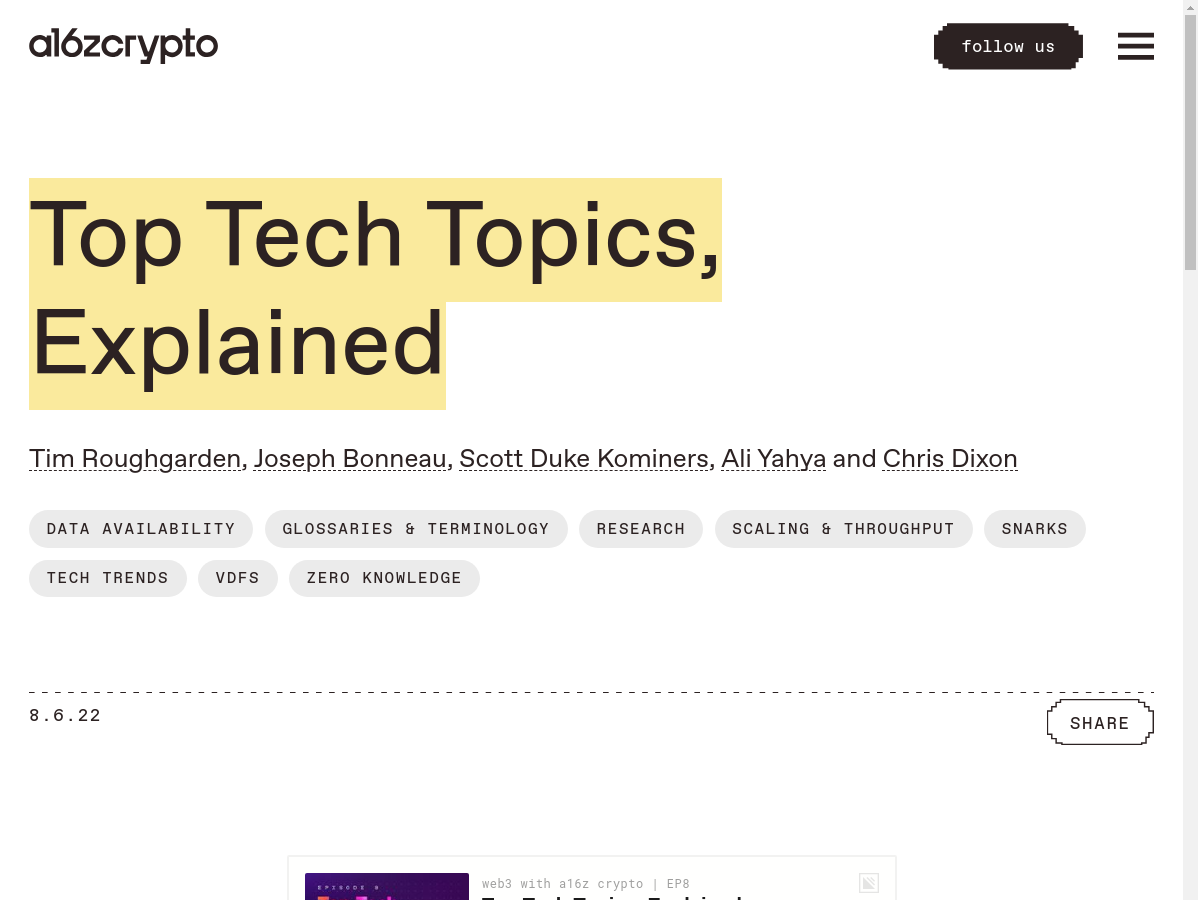 a16zcrypto
follow us
Top Tech Topics,
Explained
Tim Roughgarden, Joseph Bonneau, Scott Duke Kominers, Ali Yahya and Chris Dixon
DATA AVAILABILITY GLOSSARIES & TERMINOLOGY RESEARCH SCALING & THROUGHPUT SNARKS
TECH TRENDS VDFS ZERO KNOWLEDGE
8.6.22
SHARE
web3 with a16z crypto | EP8